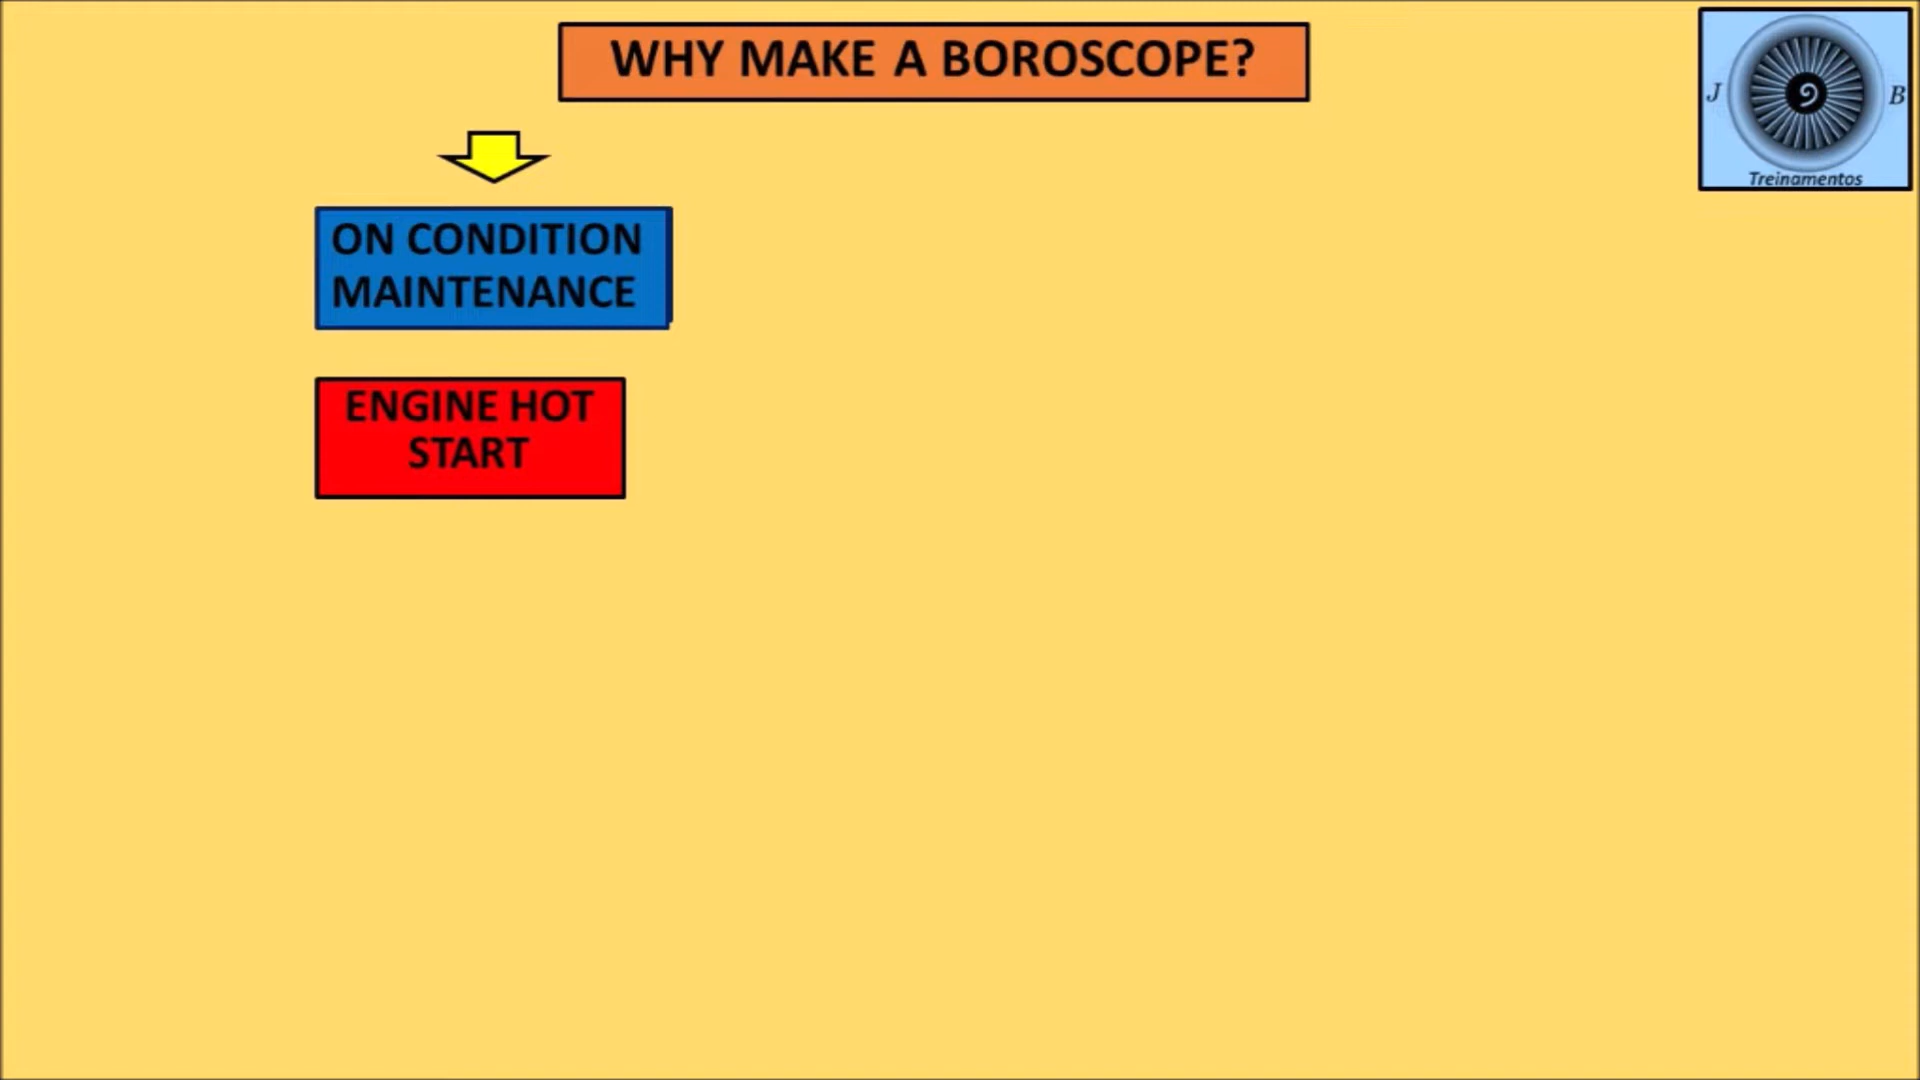 WHY MAKE A BOROSCOPE?
J B
Treinamentos
ON CONDITION
MAINTENANCE
ENGINE HOT
START